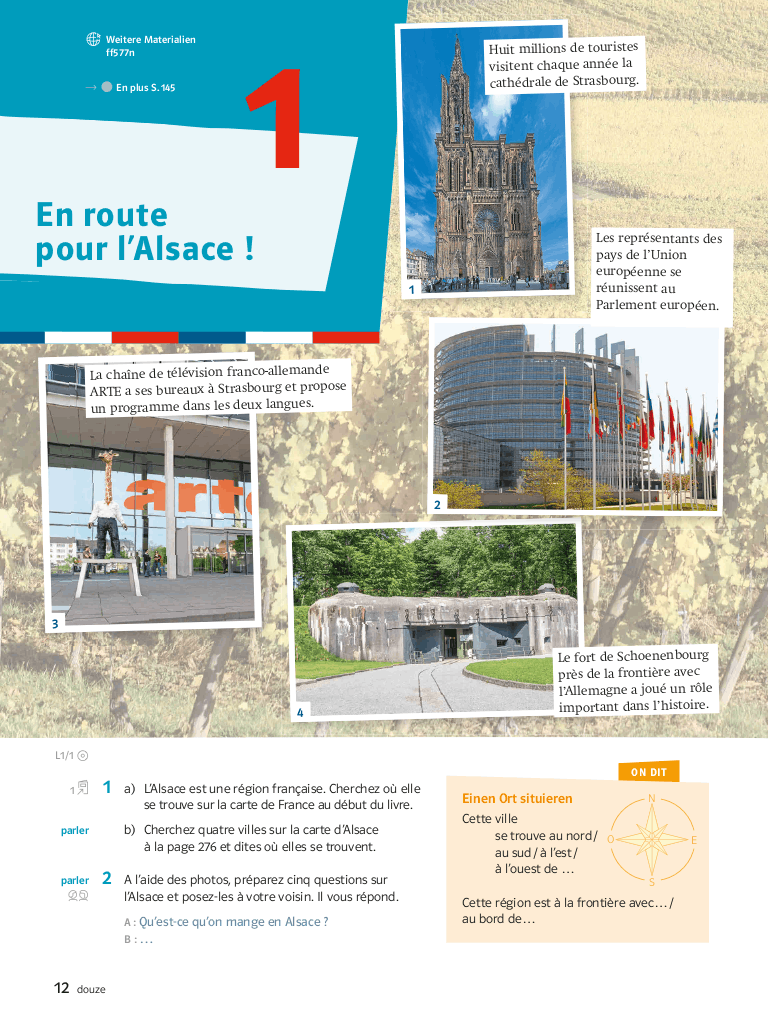 Weitere Materialien
ff577n
→ En plus S. 145
1
En route
pour l'Alsace !
Huit millions de touristes
visitent chaque année la
cathédrale de Strasbourg.
1
Les représentants des
pays de l'Union
européenne se
réunissent au
Parlement européen.
2
La chaîne de télévision franco-allemande
ARTE a ses bureaux à Strasbourg et propose
un programme dans les deux langues.
arte
3
Le fort de Schoenenbourg
près de la frontière avec
l'Allemagne a joué un rôle
important dans l'histoire.
4
L1/1
1
1 a) L'Alsace est une région française. Cherchez où elle
se trouve sur la carte de France au début du livre.
parler b) Cherchez quatre villes sur la carte d'Alsace
à la page 276 et dites où elles se trouvent.
parler 2 A l'aide des photos, préparez cinq questions sur
l'Alsace et posez-les à votre voisin. Il vous répond.
A : Qu'est-ce qu'on mange en Alsace ?
B : …
ON DIT
Einen Ort situieren
Cette ville
se trouve au nord /
au sud / à l'est /
à l'ouest de …
N
O
E
S
Cette région est à la frontière avec … /
au bord de …
12 douze